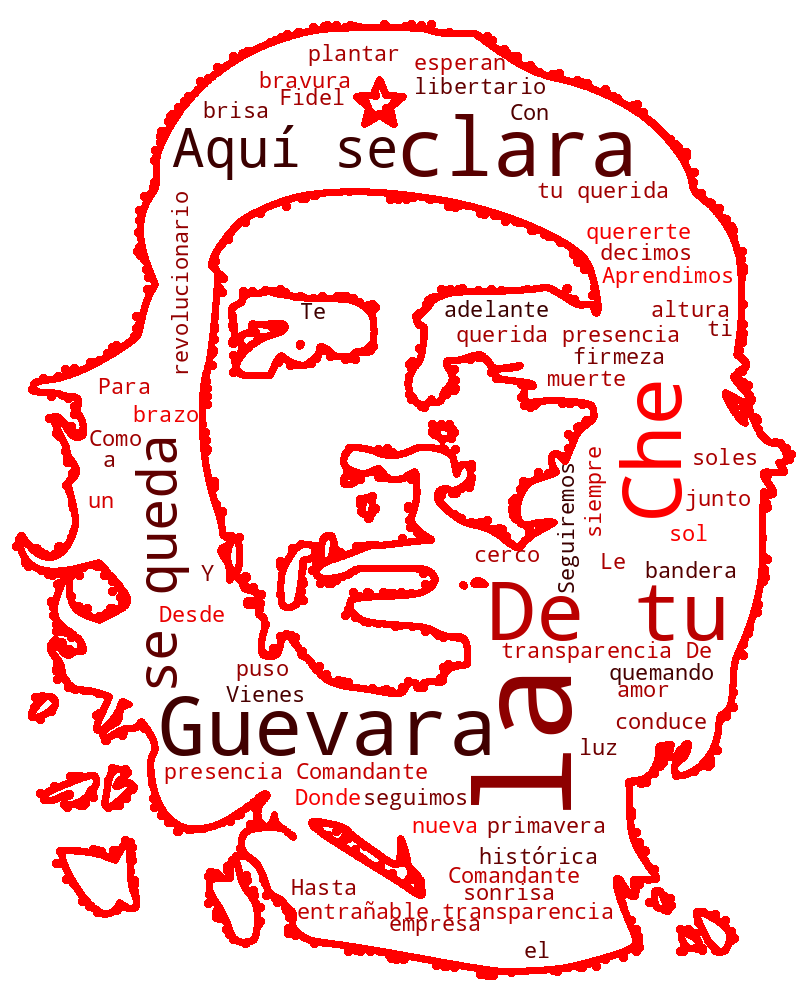 plantar
esperan
bravura
libertario
Fidel
brisa
Con
Aquí se
clara
tu querida
revolucionario
quererte
decimos
Aprendimos
Te
adelante
altura
querida presencia
ti
firmeza
muerte
Para
brazo
Che
Como
a
soles
se queda
siempre
Seguiremos
un
junto
sol
cerco
Le
Y
bandera
Desde
De tu
transparencia De
puso
quemando
la
amor
Vienes
Guevara
conduce
luz
presencia Comandante
Donde
seguimos
nueva
primavera
histórica
Comandante
Hasta
sonrisa
entrañable transparencia
empresa
el